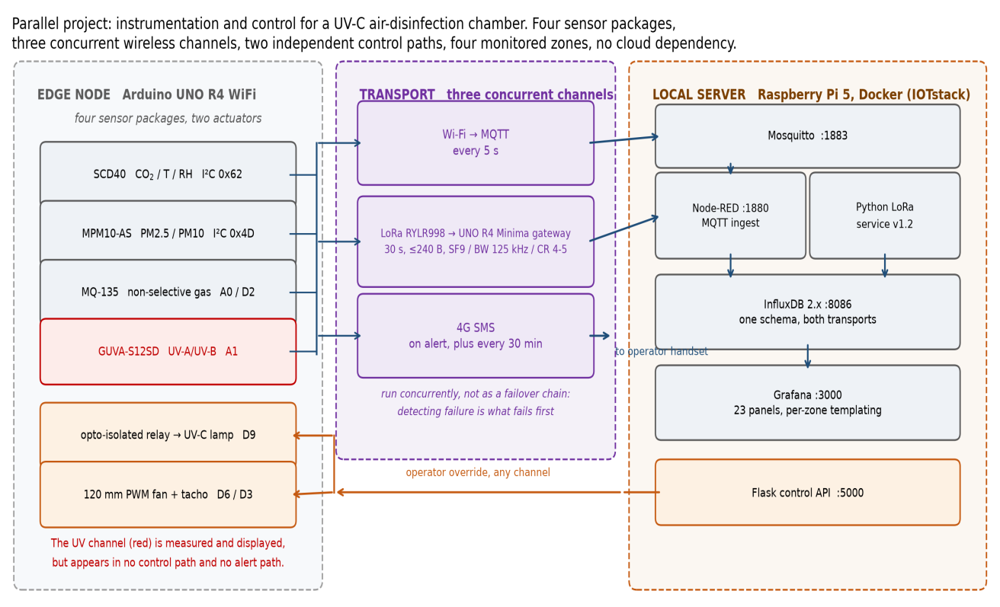 Parallel project: instrumentation and control for a UV-C air-disinfection chamber. Four sensor packages,
three concurrent wireless channels, two independent control paths, four monitored zones, no cloud dependency.
EDGE NODE   Arduino UNO R4 WiFi
four sensor packages, two actuators
SCD40   CO₂ / T / RH   I²C 0x62
MPM10-AS   PM2.5 / PM10   I²C 0x4D
MQ-135   non-selective gas   A0 / D2
GUVA-S12SD   UV-A/UV-B   A1
opto-isolated relay → UV-C lamp   D9
120 mm PWM fan + tacho   D6 / D3
The UV channel (red) is measured and displayed,
but appears in no control path and no alert path.
TRANSPORT   three concurrent channels
Wi-Fi → MQTT
every 5 s
LoRa RYLR998 → UNO R4 Minima gateway
30 s, ≤240 B, SF9 / BW 125 kHz / CR 4-5
4G SMS
on alert, plus every 30 min
to operator handset
run concurrently, not as a failover chain:
detecting failure is what fails first
operator override, any channel
LOCAL SERVER   Raspberry Pi 5, Docker (IOTstack)
Mosquitto  :1883
Node-RED :1880
MQTT ingest
Python LoRa
service v1.2
InfluxDB 2.x :8086
one schema, both transports
Grafana :3000
23 panels, per-zone templating
Flask control API  :5000